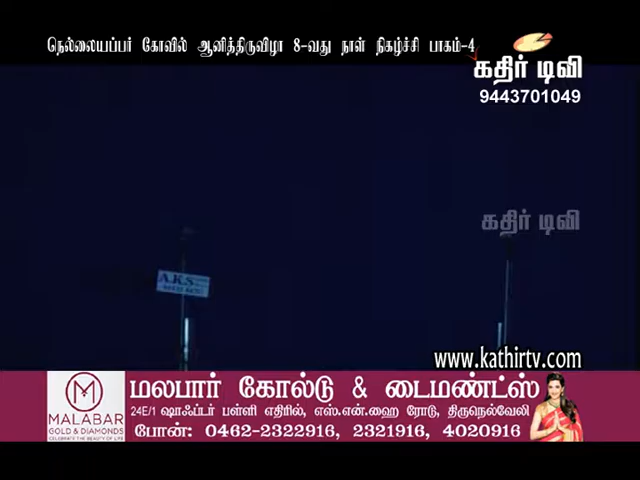 நெல்லையப்பர் கோவில் ஆனித்திருவிழா 8-வது நாள் நிகழ்ச்சி பாகம்-4
கதிர் டிவி
9443701049
கதிர் டிவி
A.K.S
www.kathirtv.com
மலபார் கோல்டு & டைமண்ட்ஸ்
24E/1 ஷாஃப்டர் பள்ளி எதிரில், எஸ்.என்.ஹை ரோடு, திருநெல்வேலி
போன்: 0462-2322916, 2321916, 4020916
MALABAR
GOLD & DIAMONDS
CELEBRATE THE BEAUTY OF LIFE